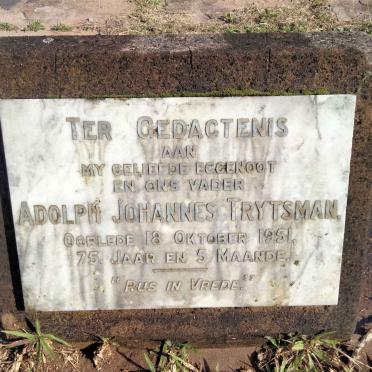 TER GEDAGTENIS
AAN
MY GELIEFDE EGGENOOT
EN ONS VADER
ADOLPH JOHANNES TRYTSMAN.
OORLEDE 18 OKTOBER 1951.
75 JAAR EN 5 MAANDE.
"RUS IN VREDE."